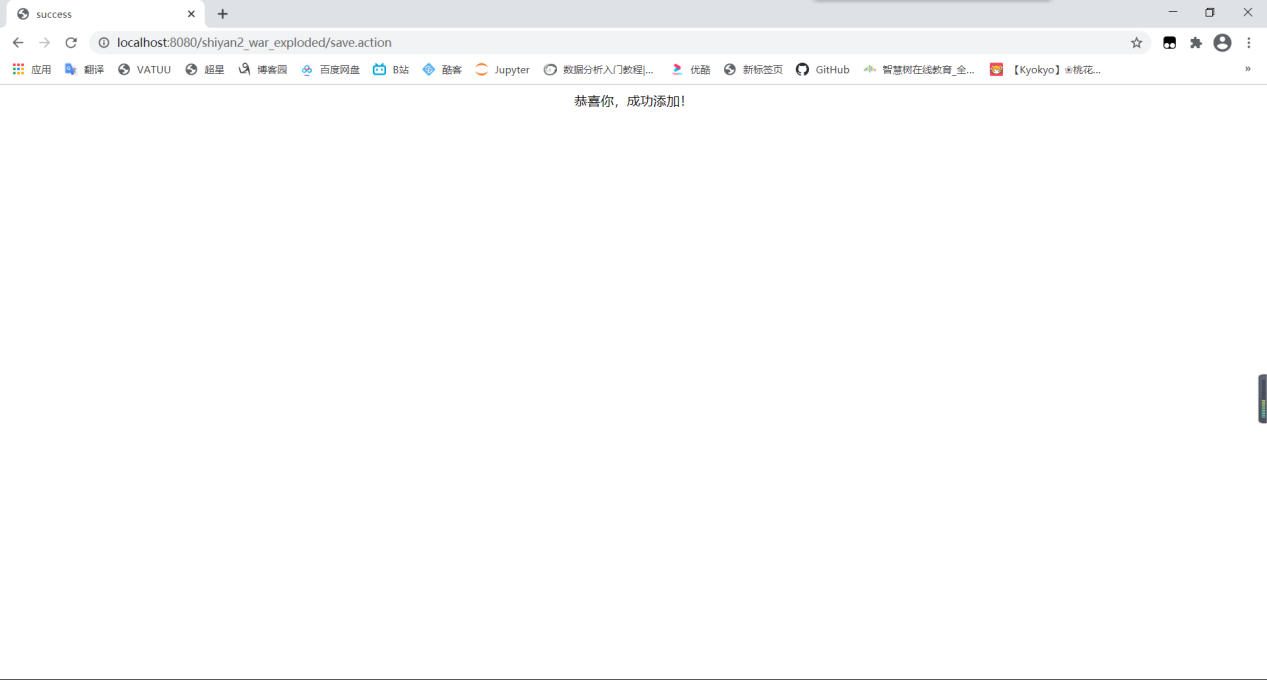 success
localhost:8080/shiyan2_war_exploded/save.action
应用 翻译 VATUU 超星 博客园 百度网盘 B站 酷客 Jupyter 数据分析入门教程|... 优酷 新标签页 GitHub 智慧树在线教育_全... 【Kyokyo】❀桃花... »
恭喜你，成功添加！